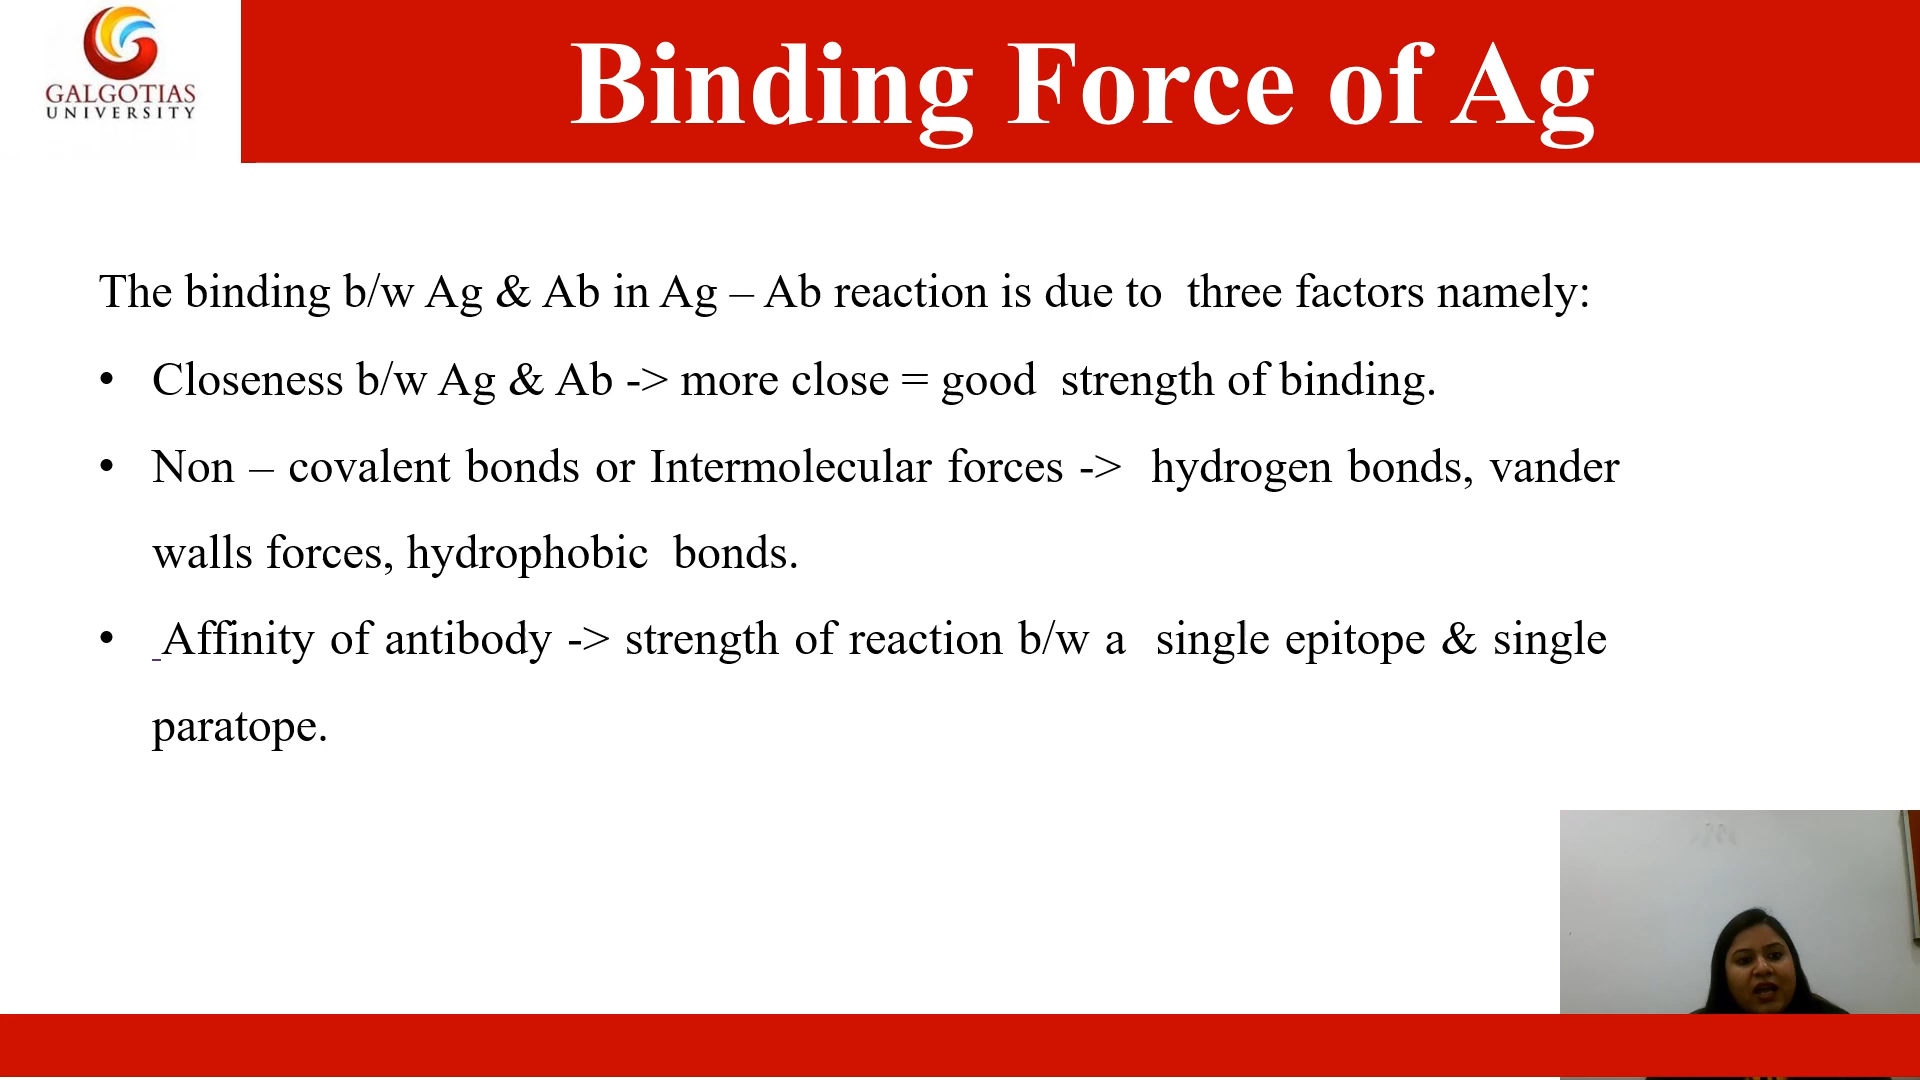 GALGOTIAS
UNIVERSITY
Binding Force of Ag
The binding b/w Ag & Ab in Ag – Ab reaction is due to three factors namely:
• Closeness b/w Ag & Ab -> more close = good strength of binding.
• Non – covalent bonds or Intermolecular forces -> hydrogen bonds, vander
walls forces, hydrophobic bonds.
• Affinity of antibody -> strength of reaction b/w a single epitope & single
paratope.